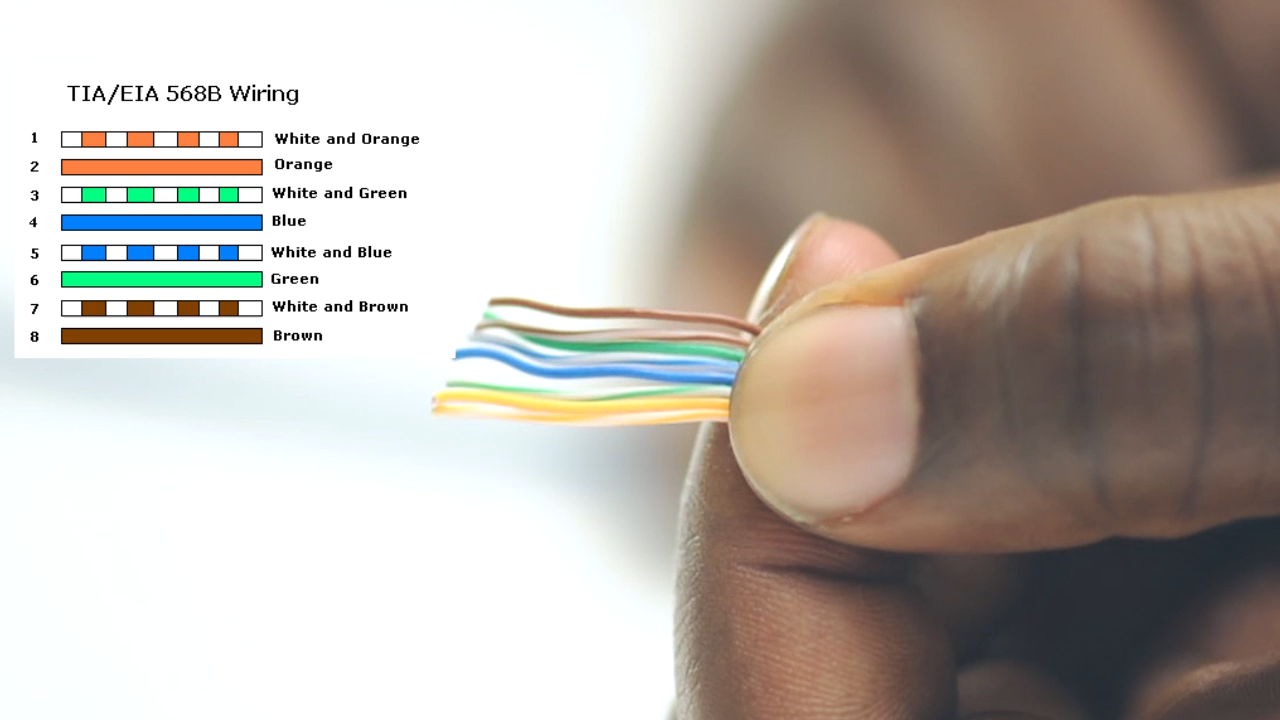 TIA/EIA 568B Wiring
1 White and Orange
2 Orange
3 White and Green
4 Blue
5 White and Blue
6 Green
7 White and Brown
8 Brown